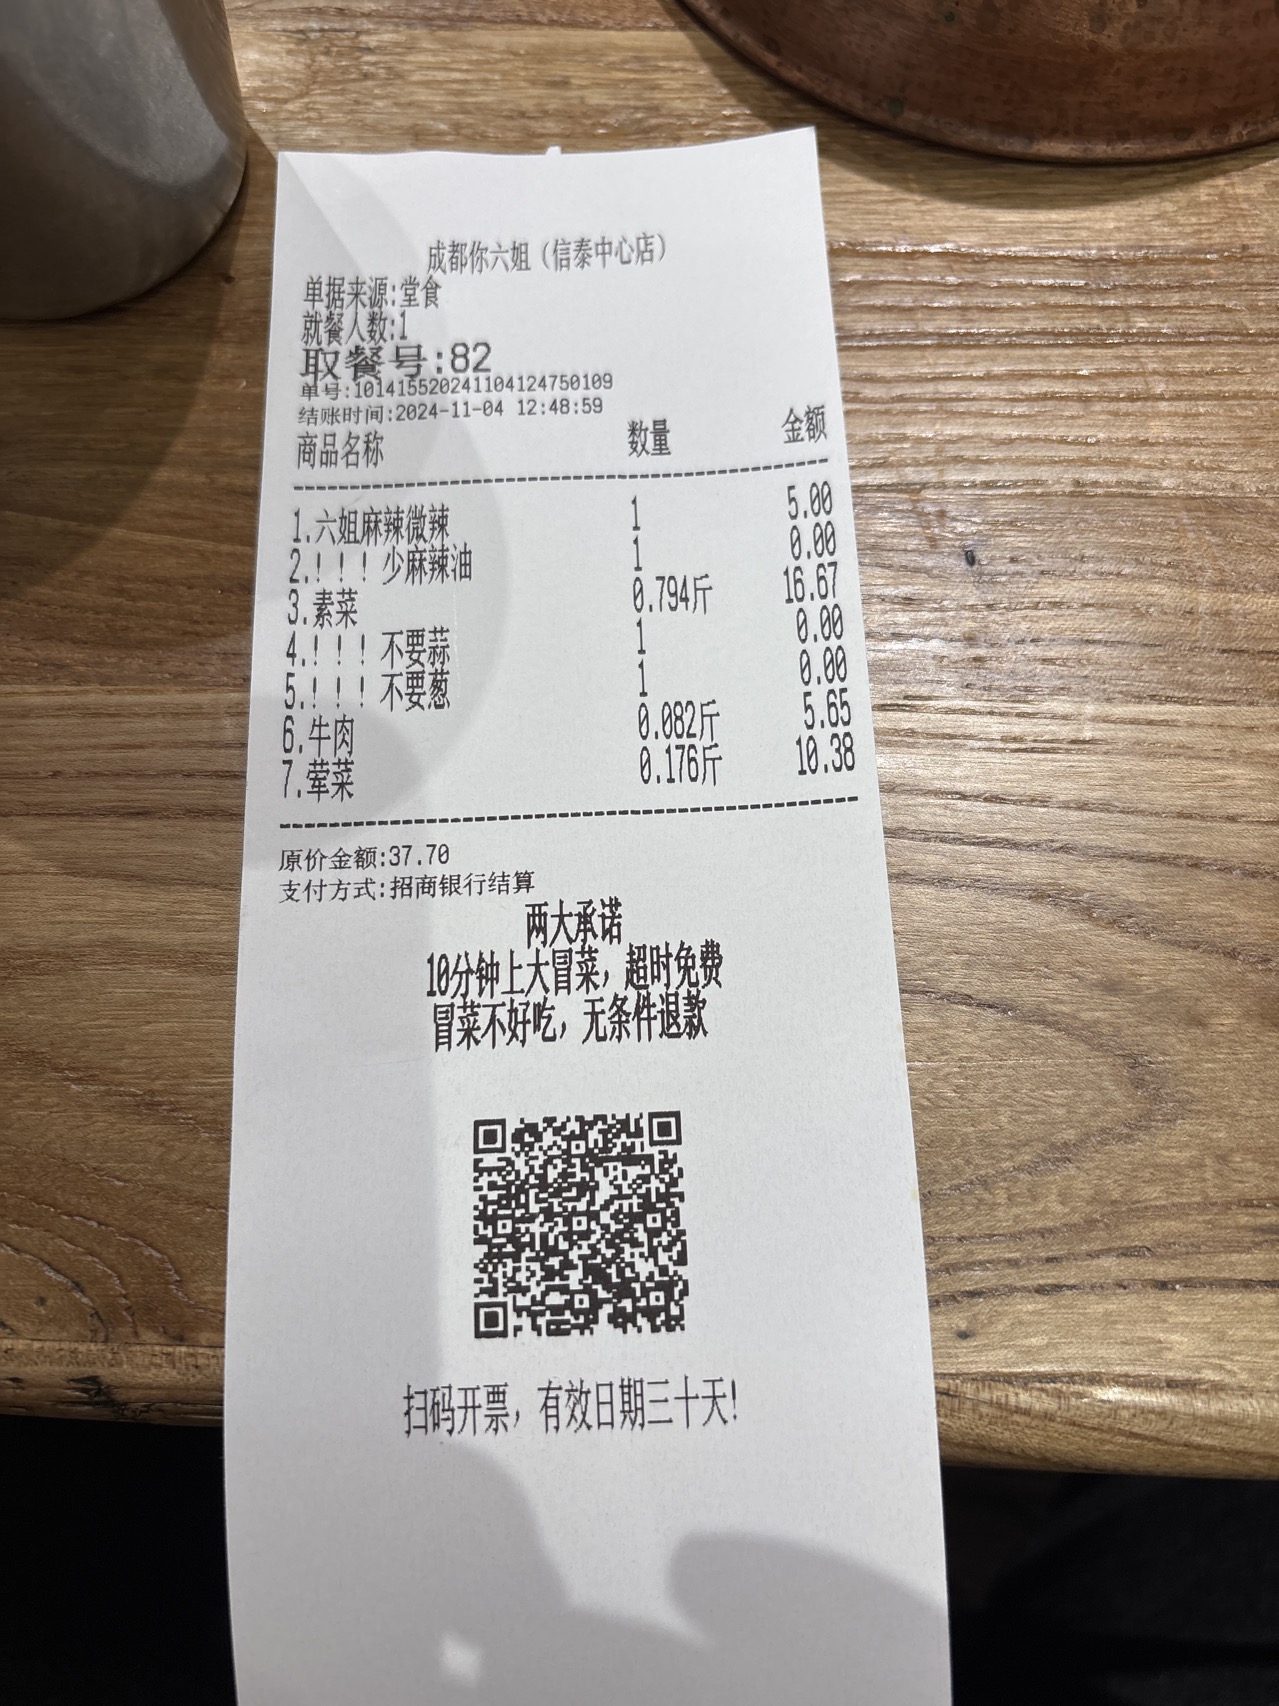 成都你六姐（信泰中心店）
单据来源:堂食
就餐人数:1
取餐号:82
单号:101415520241104124750109
结账时间:2024-11-04 12:48:59
商品名称 数量 金额
1.六姐麻辣微辣 1 5.00
2.！！！少麻辣油 1 0.00
3.素菜 0.794斤 16.67
4.！！！不要蒜 1 0.00
5.！！！不要葱 1 0.00
6.牛肉 0.082斤 5.65
7.荤菜 0.176斤 10.38
原价金额:37.70
支付方式:招商银行结算
两大承诺
10分钟上大冒菜，超时免费
冒菜不好吃，无条件退款
扫码开票，有效日期三十天!